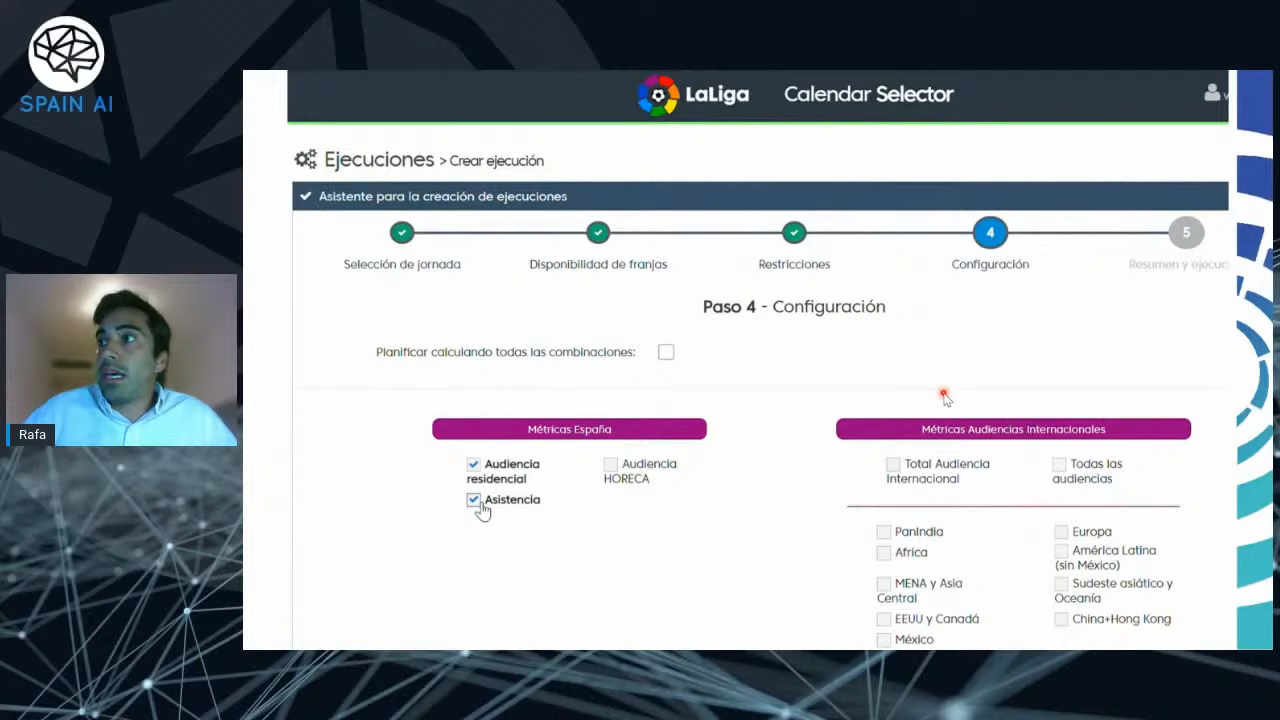 SPAIN AI
LaLiga
Calendar Selector
Ejecuciones > Crear ejecución
Asistente para la creación de ejecuciones
4
5
Selección de jornada
Disponibilidad de franjas
Restricciones
Configuración
Resumen y ejecuc
Paso 4 - Configuración
Planificar calculando todas las combinaciones:
Métricas España
Métricas Audiencias Internacionales
Audiencia
residencial
Audiencia
HORECA
Total Audiencia
Internacional
Todas las
audiencias
Asistencia
PanIndia
Europa
Africa
América Latina
(sin México)
MENA y Asia
Central
Sudeste asiático y
Oceanía
EEUU y Canadá
China+Hong Kong
México
Rafa